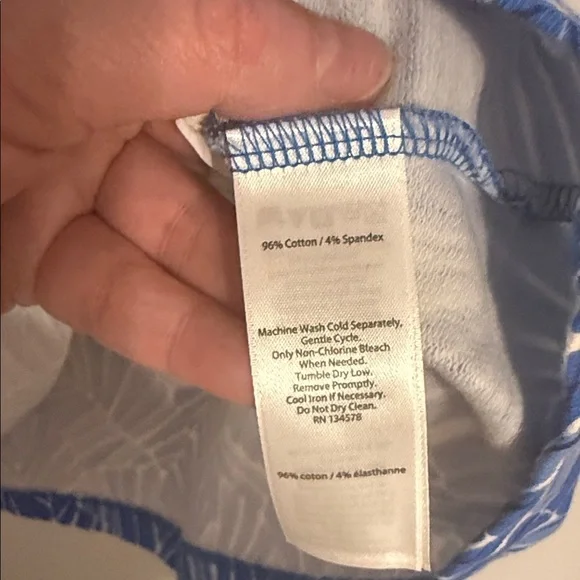 96% Cotton / 4% Spandex
Machine Wash Cold Separately,
Gentle Cycle.
Only Non-Chlorine Bleach
When Needed.
Tumble Dry Low.
Remove Promptly.
Cool Iron If Necessary.
Do Not Dry Clean.
RN 134578
96% coton / 4% élasthanne